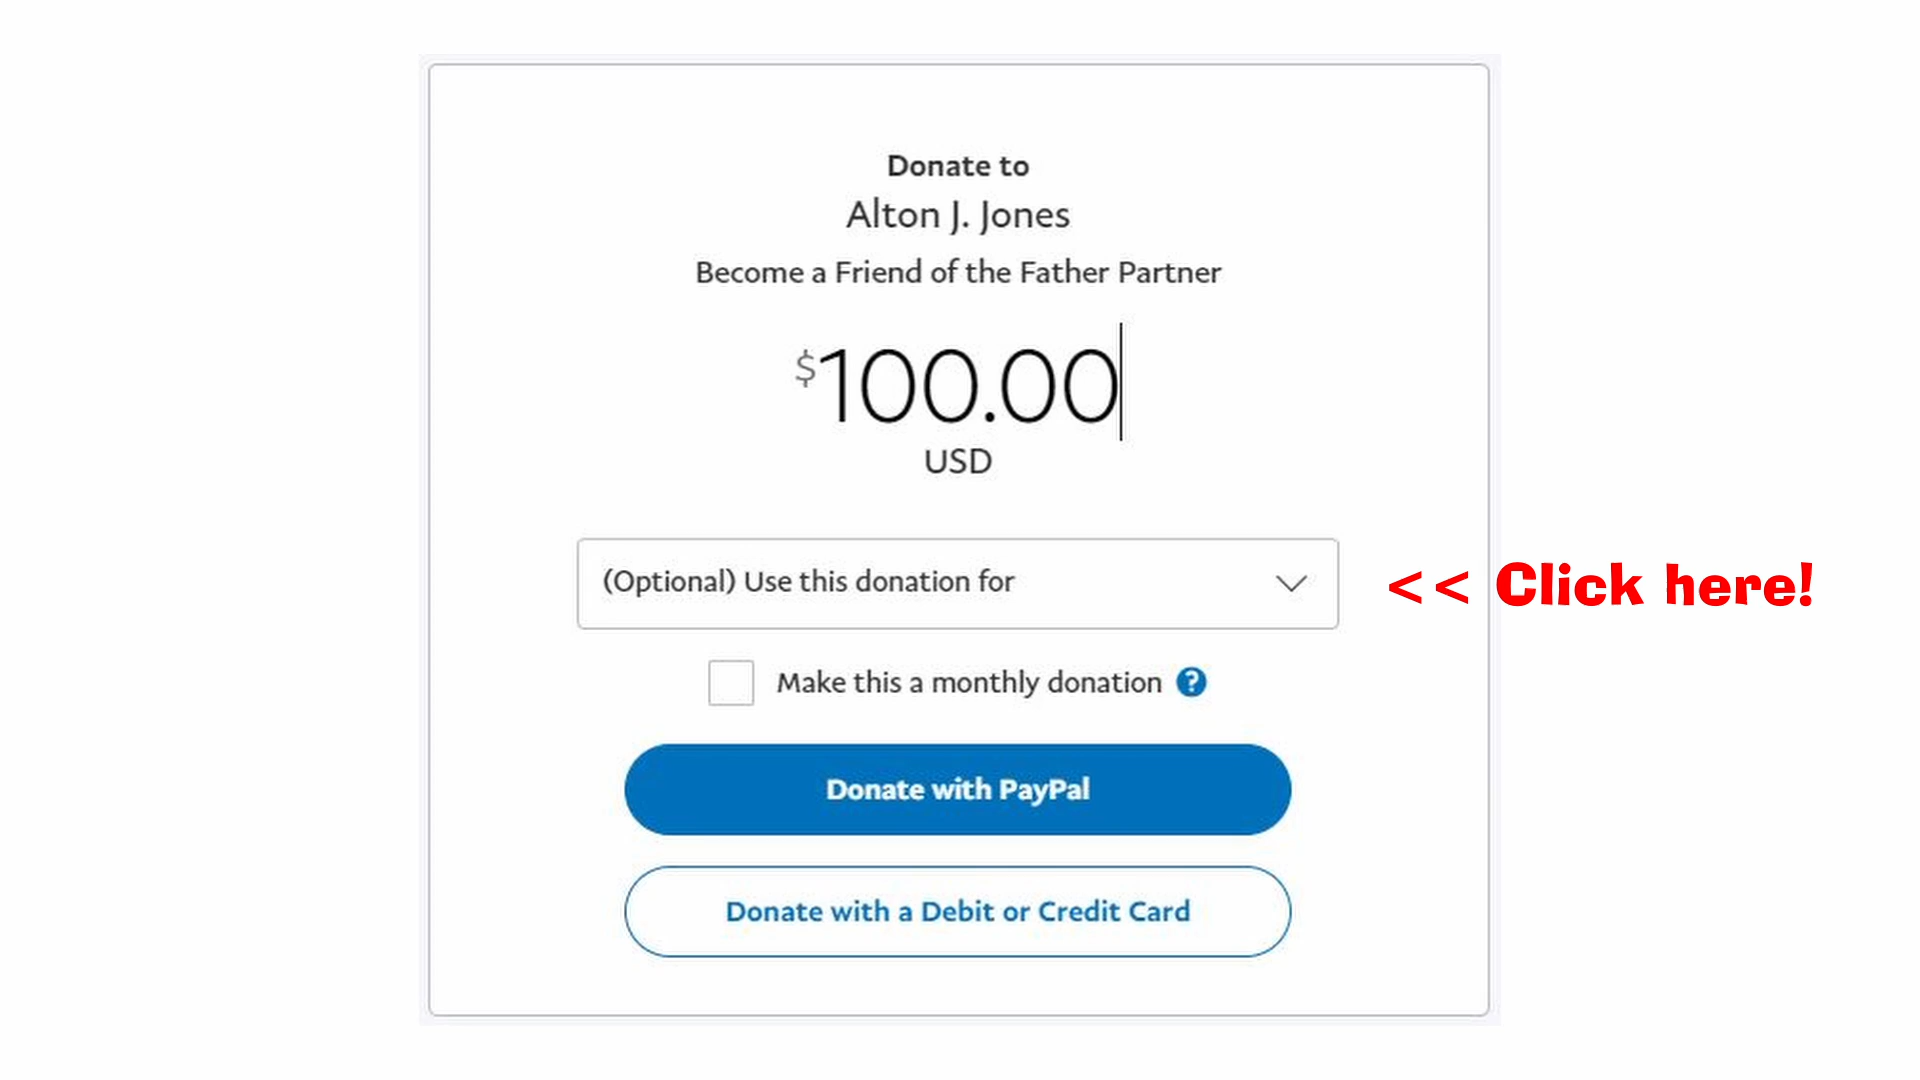 Donate to
Alton J. Jones
Become a Friend of the Father Partner
$100.00
USD
(Optional) Use this donation for
<< Click here!
Make this a monthly donation ?
Donate with PayPal
Donate with a Debit or Credit Card